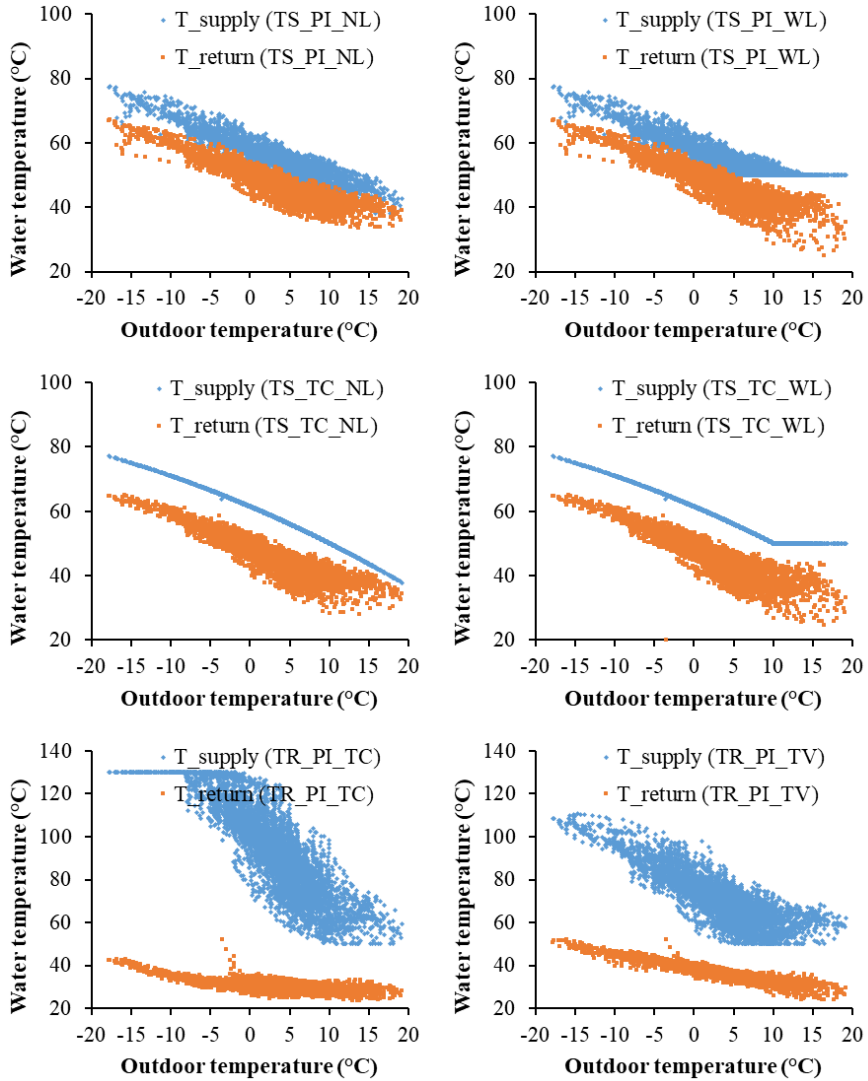 T_supply (TS_PI_NL)
T_return (TS_PI_NL)
100
80
60
40
20
Water temperature (°C)
-20 -15 -10 -5 0 5 10 15 20
Outdoor temperature (°C)
T_supply (TS_PI_WL)
T_return (TS_PI_WL)
100
80
60
40
20
Water temperature (°C)
-20 -15 -10 -5 0 5 10 15 20
Outdoor temperature (°C)
T_supply (TS_TC_NL)
T_return (TS_TC_NL)
100
80
60
40
20
Water temperature (°C)
-20 -15 -10 -5 0 5 10 15 20
Outdoor temperature (°C)
T_supply (TS_TC_WL)
T_return (TS_TC_WL)
100
80
60
40
20
Water temperature (°C)
-20 -15 -10 -5 0 5 10 15 20
Outdoor temperature (°C)
T_supply (TR_PI_TC)
T_return (TR_PI_TC)
140
120
100
80
60
40
20
Water temperature (°C)
-20 -15 -10 -5 0 5 10 15 20
Outdoor temperature (°C)
T_supply (TR_PI_TV)
T_return (TR_PI_TV)
140
120
100
80
60
40
20
Water temperature (°C)
-20 -15 -10 -5 0 5 10 15 20
Outdoor temperature (°C)